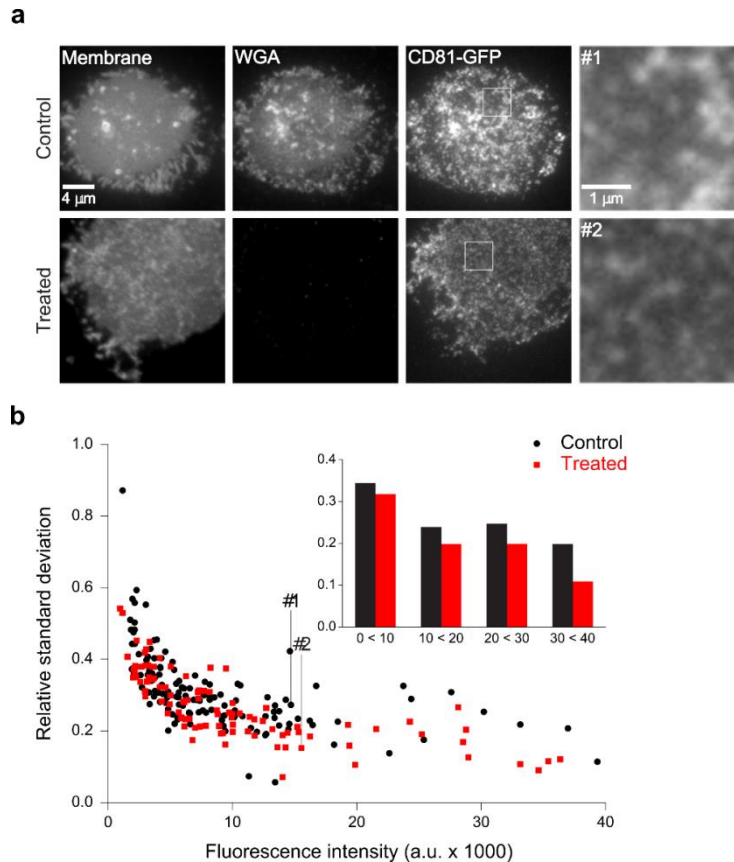 a
Membrane WGA CD81-GFP #1
Control
4 μm 1 μm
#2
Treated
b
Control
Treated
1.0
0.8
0.6
0.4
0.2
0.0
Relative standard deviation
0 10 20 30 40
Fluorescence intensity (a.u. x 1000)
#1
#2
0.4
0.3
0.2
0.1
0.0
0 < 10 10 < 20 20 < 30 30 < 40